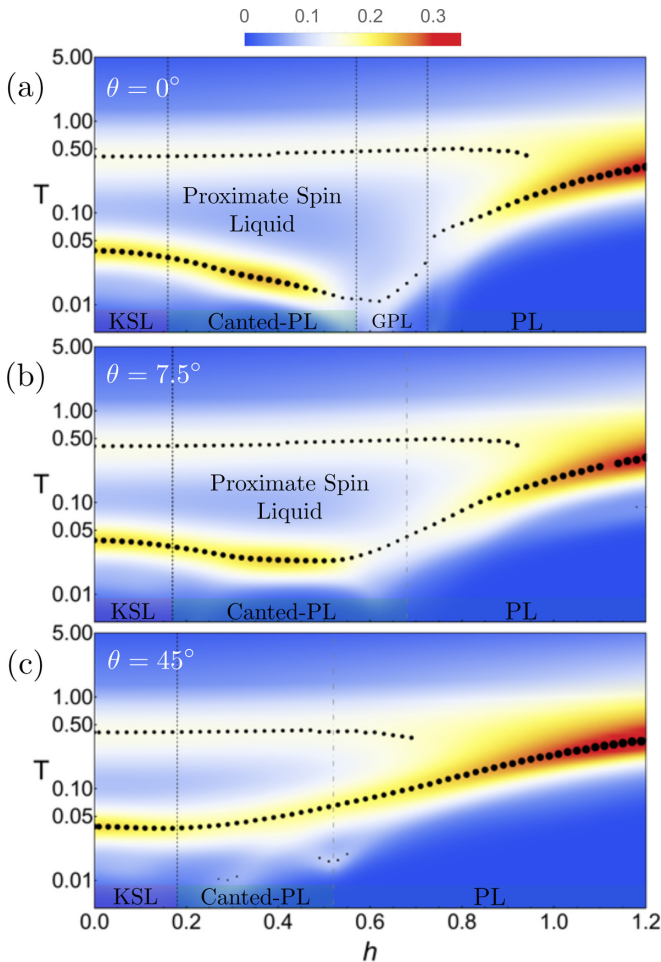 0 0.1 0.2 0.3
(a)
θ = 0°
5.00
1.00
0.50
T
0.10
0.05
0.01
Proximate Spin
Liquid
KSL Canted-PL GPL PL
(b)
θ = 7.5°
5.00
1.00
0.50
T
0.10
0.05
0.01
Proximate Spin
Liquid
KSL Canted-PL PL
(c)
θ = 45°
5.00
1.00
0.50
T
0.10
0.05
0.01
KSL Canted-PL PL
0.0 0.2 0.4 0.6 0.8 1.0 1.2
h